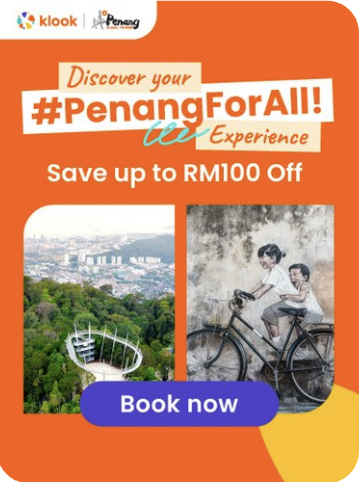 klook
Penang
Discover your
#PenangForAll!
Experience
Save up to RM100 Off
Book now